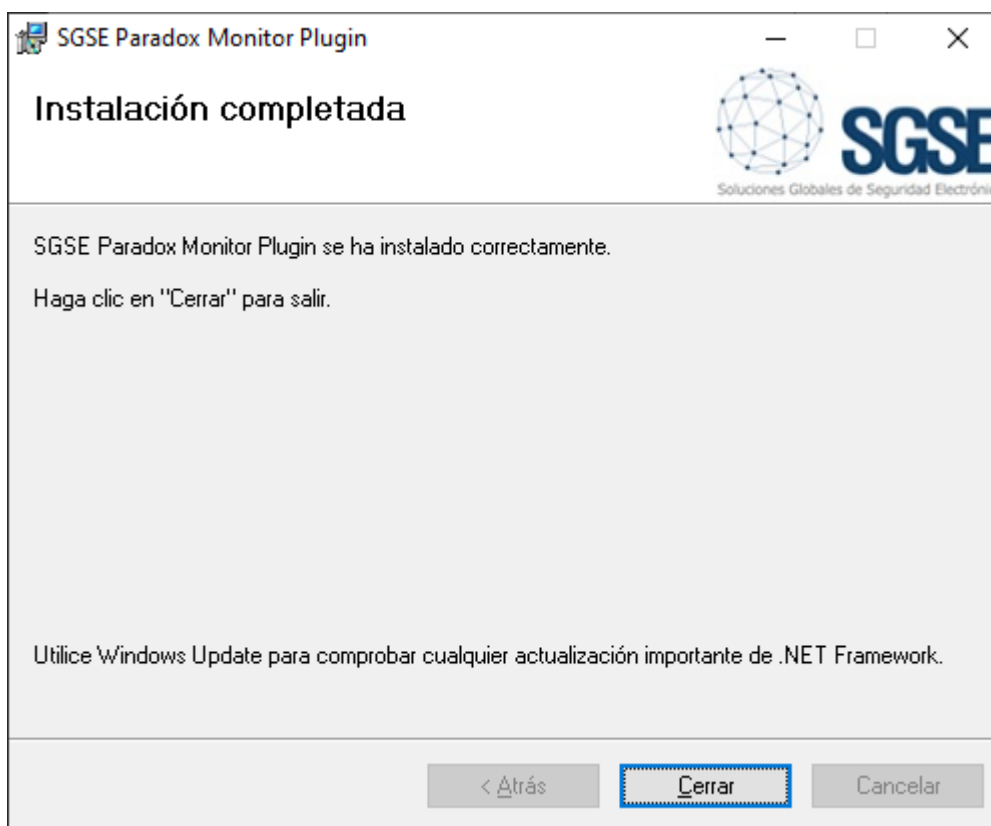 SGSE Paradox Monitor Plugin
Instalación completada
SGSE
Soluciones Globales de Seguridad Electróni
SGSE Paradox Monitor Plugin se ha instalado correctamente.
Haga clic en "Cerrar" para salir.
Utilice Windows Update para comprobar cualquier actualización importante de .NET Framework.
< Atrás
Cerrar
Cancelar